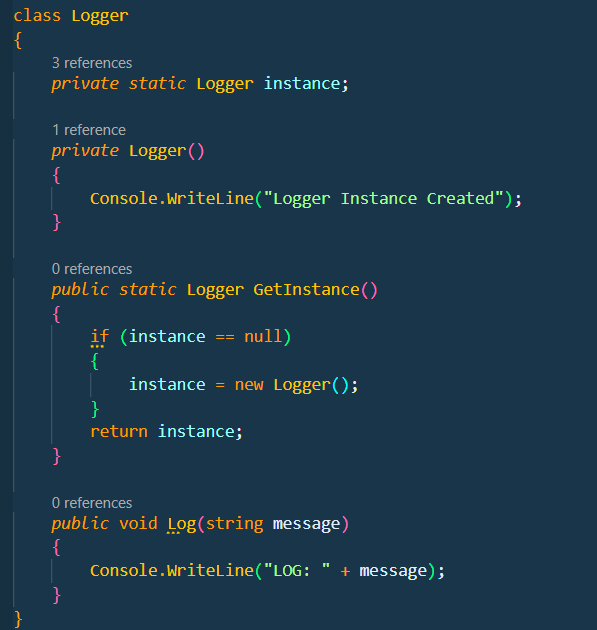 class Logger
{
3 references
private static Logger instance;
1 reference
private Logger()
{
Console.WriteLine("Logger Instance Created");
}
0 references
public static Logger GetInstance()
{
if (instance == null)
{
instance = new Logger();
}
return instance;
}
0 references
public void Log(string message)
{
Console.WriteLine("LOG: " + message);
}
}